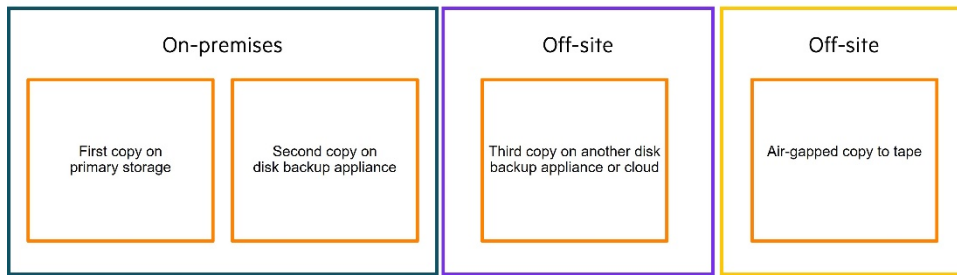 On-premises
First copy on
primary storage
Second copy on
disk backup appliance
Off-site
Third copy on another disk
backup appliance or cloud
Off-site
Air-gapped copy to tape